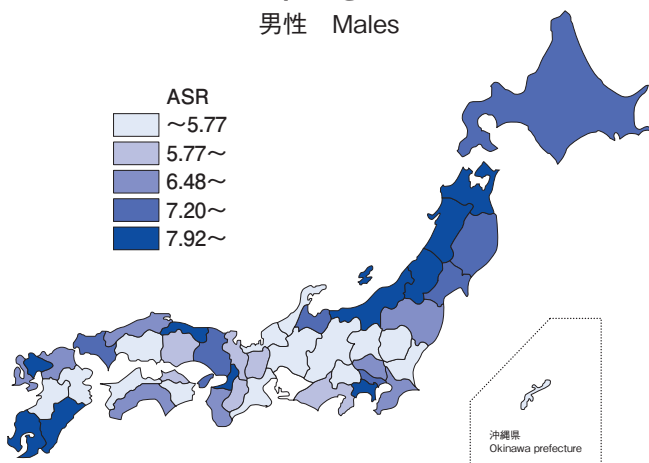 男性 Males
ASR
～5.77
5.77～
6.48～
7.20～
7.92～
沖縄県
Okinawa prefecture